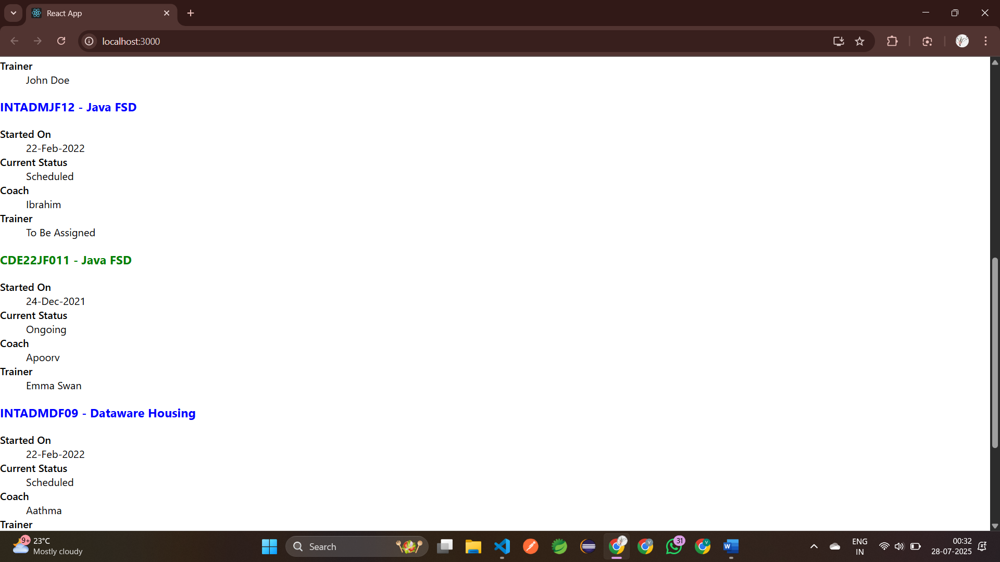 React App
localhost:3000
Trainer
John Doe
INTADMJF12 - Java FSD
Started On
22-Feb-2022
Current Status
Scheduled
Coach
Ibrahim
Trainer
To Be Assigned
CDE22JF011 - Java FSD
Started On
24-Dec-2021
Current Status
Ongoing
Coach
Apoorv
Trainer
Emma Swan
INTADMDF09 - Dataware Housing
Started On
22-Feb-2022
Current Status
Scheduled
Coach
Aathma
Trainer
9+
23°C
Mostly cloudy
Search
V
31
V
W
ENG
IN
00:32
28-07-2025